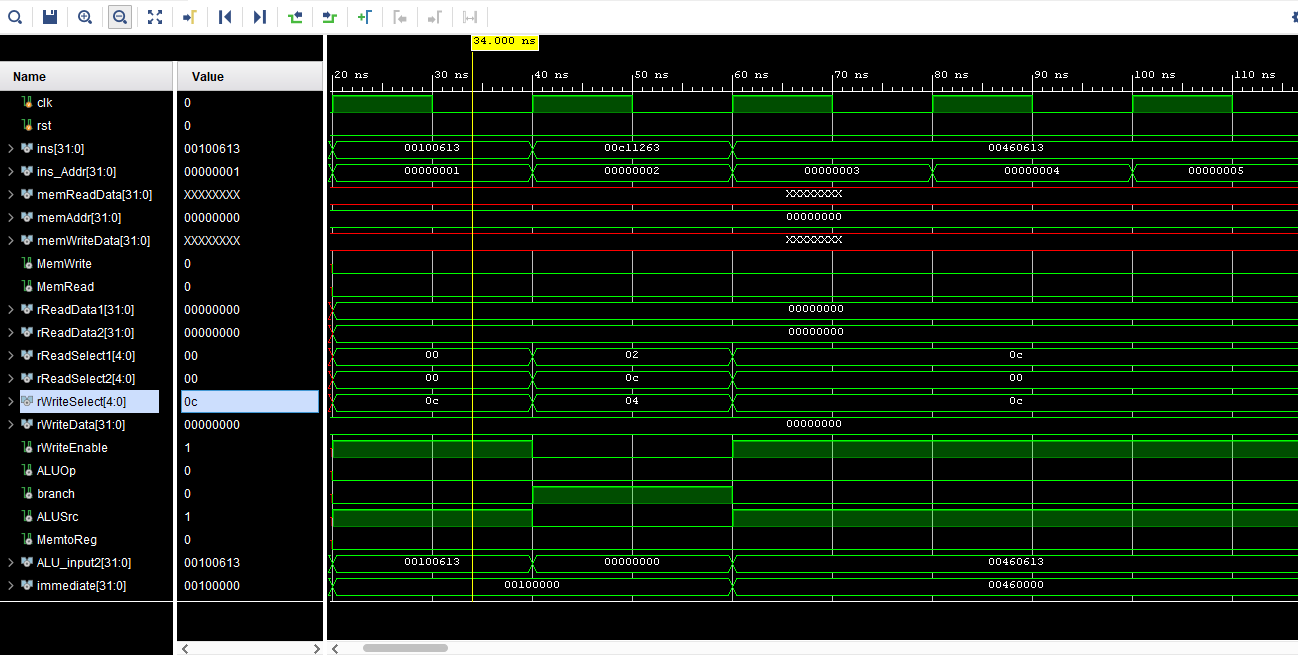 34.000 ns
Name Value 20 ns 30 ns 40 ns 50 ns 60 ns 70 ns 80 ns 90 ns 100 ns 110 ns
clk 0
rst 0
ins[31:0] 00100613 00100613 00c11263 00460613
ins_Addr[31:0] 00000001 00000001 00000002 00000003 00000004 00000005
memReadData[31:0] XXXXXXXX XXXXXXXX
memAddr[31:0] 00000000 00000000
memWriteData[31:0] XXXXXXXX XXXXXXXX
MemWrite 0
MemRead 0
rReadData1[31:0] 00000000 00000000
rReadData2[31:0] 00000000 00000000
rReadSelect1[4:0] 00 00 02 0c
rReadSelect2[4:0] 00 00 0c 00
rWriteSelect[4:0] 0c 0c 04 0c
rWriteData[31:0] 00000000 00000000
rWriteEnable 1
ALUOp 0
branch 0
ALUSrc 1
MemtoReg 0
ALU_input2[31:0] 00100613 00100613 00000000 00460613
immediate[31:0] 00100000 00100000 00460000